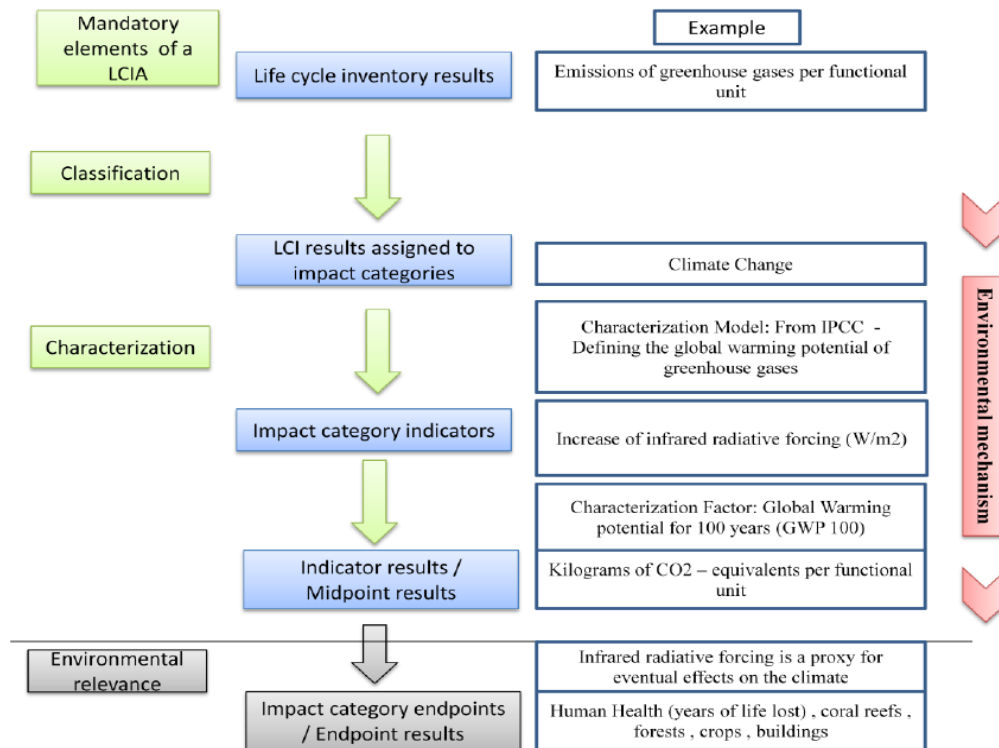 Mandatory
elements of a
LCIA
Example
Life cycle inventory results
Emissions of greenhouse gases per functional
unit
Classification
LCI results assigned to
impact categories
Climate Change
Characterization
Characterization Model: From IPCC -
Defining the global warming potential of
greenhouse gases
Impact category indicators
Increase of infrared radiative forcing (W/m2)
Characterization Factor: Global Warming
potential for 100 years (GWP 100)
Indicator results /
Midpoint results
Kilograms of CO2 – equivalents per functional
unit
Environmental mechanism
Environmental
relevance
Infrared radiative forcing is a proxy for
eventual effects on the climate
Impact category endpoints
/ Endpoint results
Human Health (years of life lost) , coral reefs ,
forests , crops , buildings